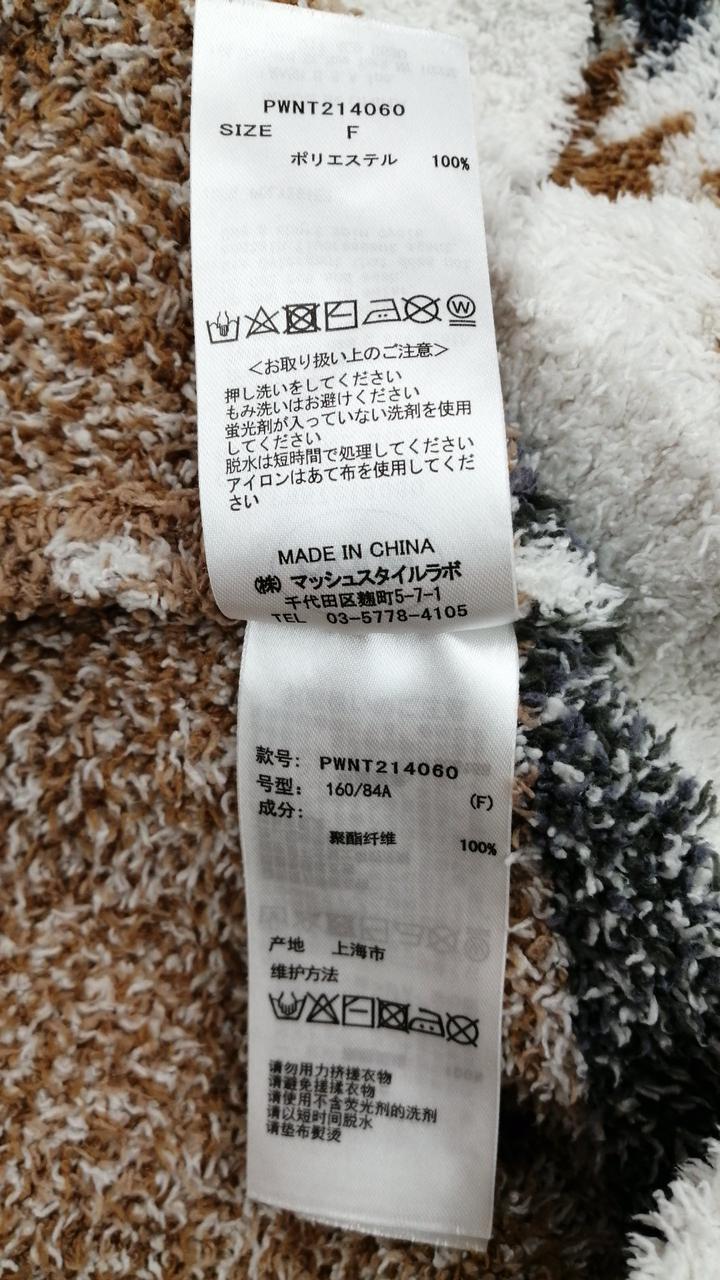 PWNT214060
SIZE F
ポリエステル 100%
W
＜お取り扱い上のご注意＞
押し洗いをしてください
もみ洗いはお避けください
蛍光剤が入っていない洗剤を使用
してください
脱水は短時間で処理してください
アイロンはあて布を使用してくだ
さい
MADE IN CHINA
㈱ マッシュスタイルラボ
千代田区麹町5-7-1
TEL 03-5778-4105
款号: PWNT214060
号型: 160/84A (F)
成分:
聚酯纤维 100%
产地 上海市
维护方法
请勿用力挤搓衣物
请避免搓揉衣物
请使用不含荧光剂的洗剂
请以短时间脱水
请垫布熨烫